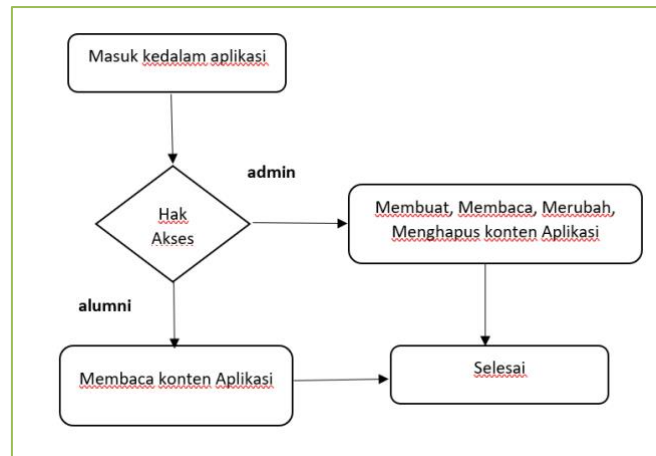 Masuk kedalam aplikasi
admin
Hak
Akses
Membuat, Membaca, Merubah,
Menghapus konten Aplikasi
alumni
Membaca konten Aplikasi
Selesai